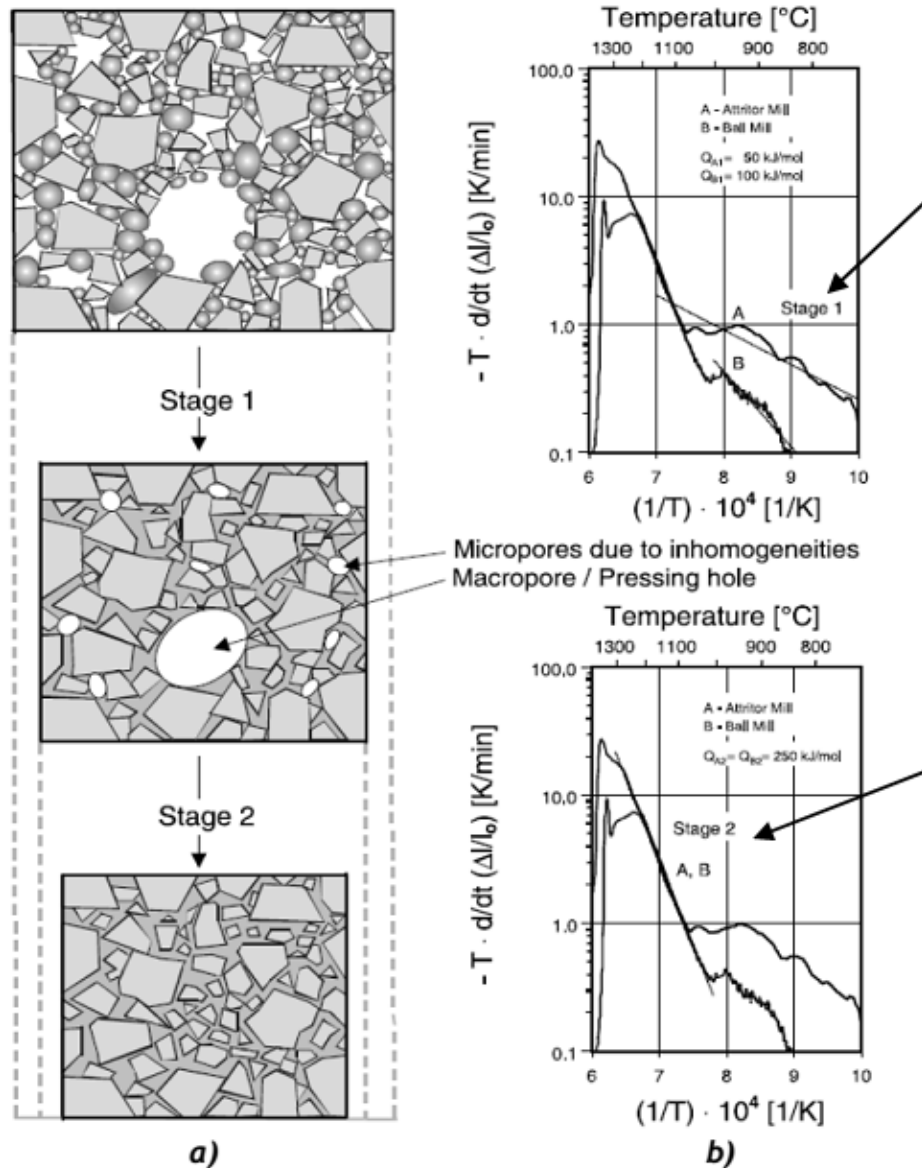 Stage 1
Stage 2
a)
Temperature [°C]
1300 1100 900 800
100.0
10.0
1.0
0.1
- T · d/dt (Δl/l₀) [K/min]
A - Attritor Mill
B - Ball Mill
Q_A1 = 50 kJ/mol
Q_B1 = 100 kJ/mol
Stage 1
A
B
6 7 8 9 10
(1/T) · 10⁴ [1/K]
Micropores due to inhomogeneities
Macropore / Pressing hole
Temperature [°C]
1300 1100 900 800
100.0
10.0
1.0
0.1
- T · d/dt (Δl/l₀) [K/min]
A - Attritor Mill
B - Ball Mill
Q_A2 = Q_B2 = 250 kJ/mol
Stage 2
A, B
6 7 8 9 10
(1/T) · 10⁴ [1/K]
b)